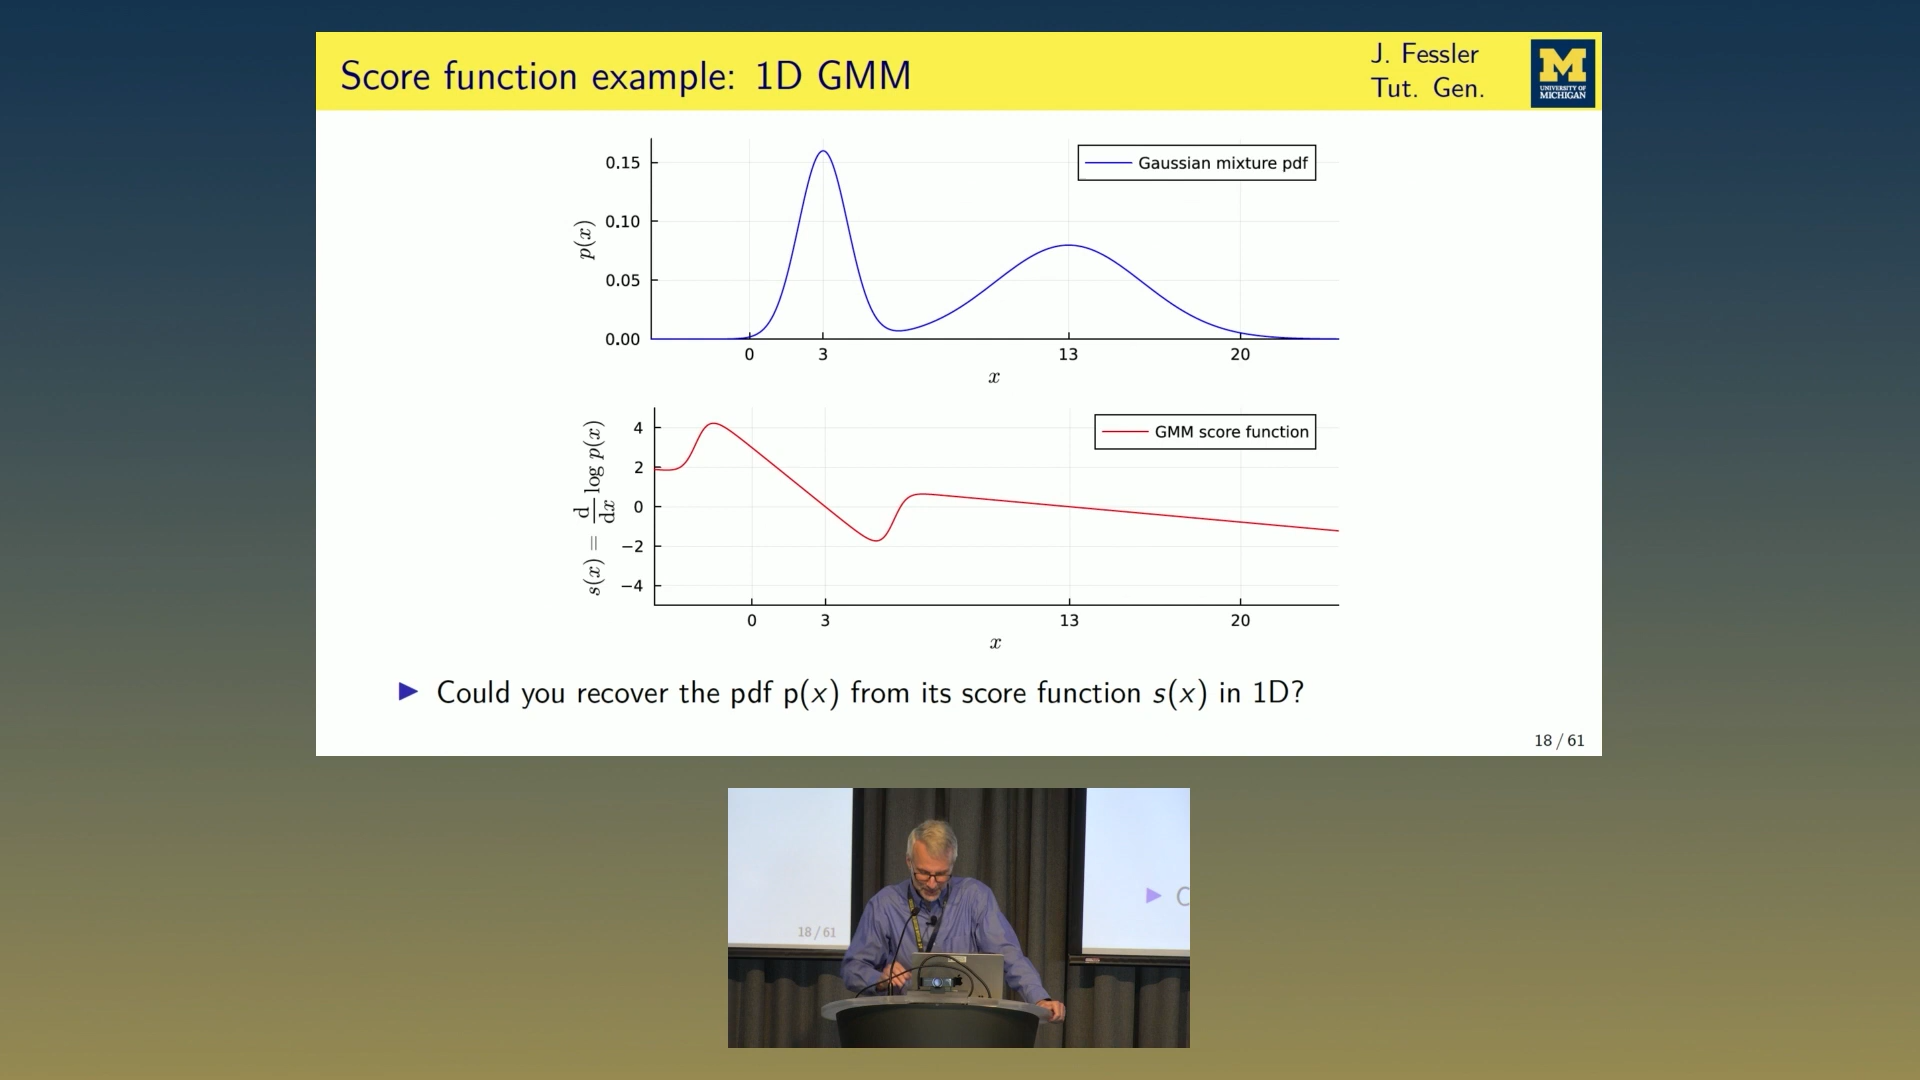 Score function example: 1D GMM
J. Fessler
Tut. Gen.
M
UNIVERSITY OF
MICHIGAN
Gaussian mixture pdf
0.15
0.10
0.05
0.00
p(x)
0 3 13 20
x
GMM score function
4
2
0
−2
−4
s(x) = d/dx log p(x)
0 3 13 20
x
▶ Could you recover the pdf p(x) from its score function s(x) in 1D?
18 / 61
18 / 61
▶ C